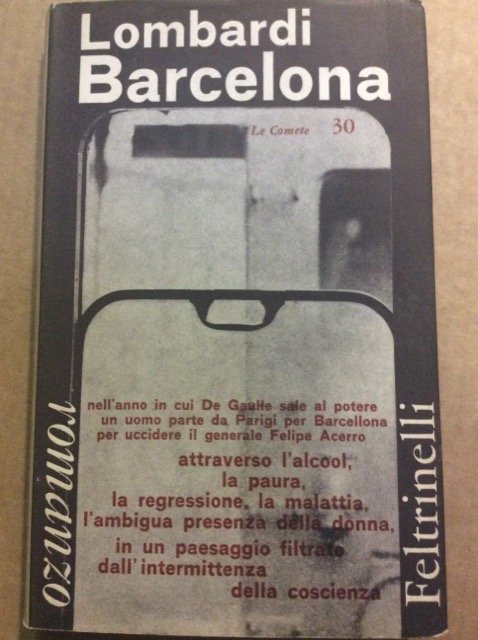 Lombardi
Barcelona
Le Comete 30
nell'anno in cui De Gaulle sale al potere
un uomo parte da Parigi per Barcellona
per uccidere il generale Felipe Acerro
attraverso l'alcool,
la paura,
la regressione, la malattia,
l'ambigua presenza della donna,
in un paesaggio filtrato
dall'intermittenza
della coscienza
romanzo
Feltrinelli